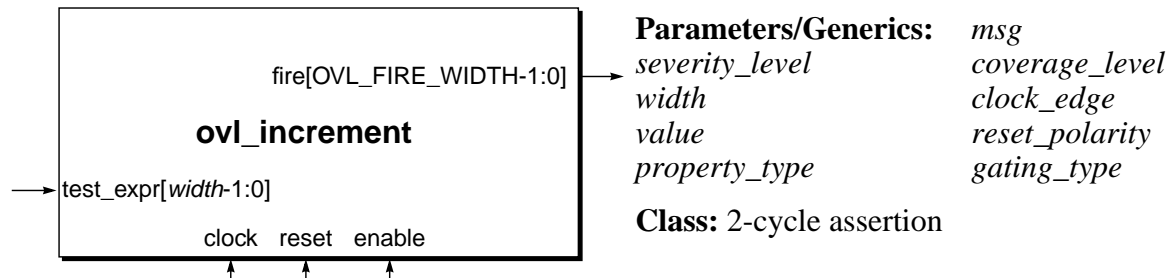 fire[OVL_FIRE_WIDTH-1:0]
ovl_increment
test_expr[width-1:0]
clock reset enable
Parameters/Generics: msg
severity_level coverage_level
width clock_edge
value reset_polarity
property_type gating_type
Class: 2-cycle assertion